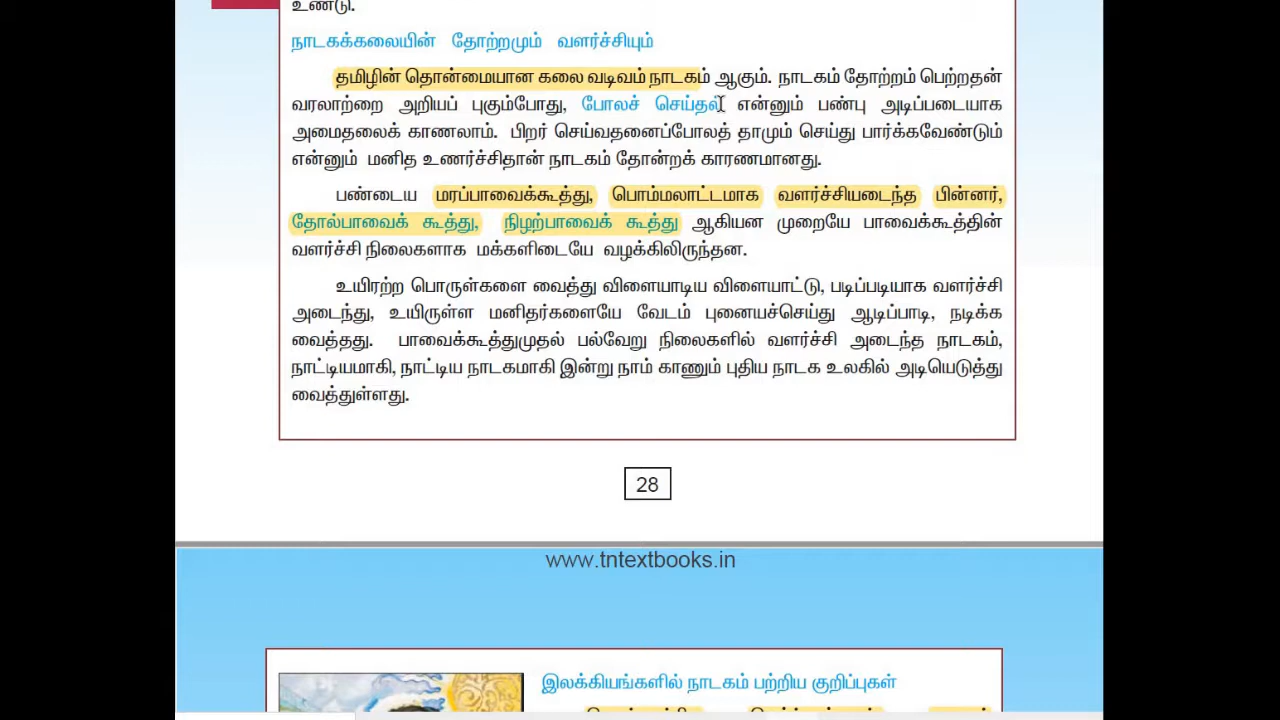 உண்டு.
நாடகக்கலையின் தோற்றமும் வளர்ச்சியும்
தமிழின் தொன்மையான கலை வடிவம் நாடகம் ஆகும். நாடகம் தோற்றம் பெற்றதன்
வரலாற்றை அறியப் புகும்போது, போலச் செய்தல் என்னும் பண்பு அடிப்படையாக
அமைதலைக் காணலாம். பிறர் செய்வதனைப்போலத் தாமும் செய்து பார்க்கவேண்டும்
என்னும் மனித உணர்ச்சிதான் நாடகம் தோன்றக் காரணமானது.
பண்டைய மரப்பாவைக்கூத்து, பொம்மலாட்டமாக வளர்ச்சியடைந்த பின்னர்,
தோல்பாவைக் கூத்து, நிழற்பாவைக் கூத்து ஆகியன முறையே பாவைக்கூத்தின்
வளர்ச்சி நிலைகளாக மக்களிடையே வழக்கிலிருந்தன.
உயிரற்ற பொருள்களை வைத்து விளையாடிய விளையாட்டு, படிப்படியாக வளர்ச்சி
அடைந்து, உயிருள்ள மனிதர்களையே வேடம் புனையச்செய்து ஆடிப்பாடி, நடிக்க
வைத்தது. பாவைக்கூத்துமுதல் பல்வேறு நிலைகளில் வளர்ச்சி அடைந்த நாடகம்,
நாட்டியமாகி, நாட்டிய நாடகமாகி இன்று நாம் காணும் புதிய நாடக உலகில் அடியெடுத்து
வைத்துள்ளது.
28
www.tntextbooks.in
இலக்கியங்களில் நாடகம் பற்றிய குறிப்புகள்